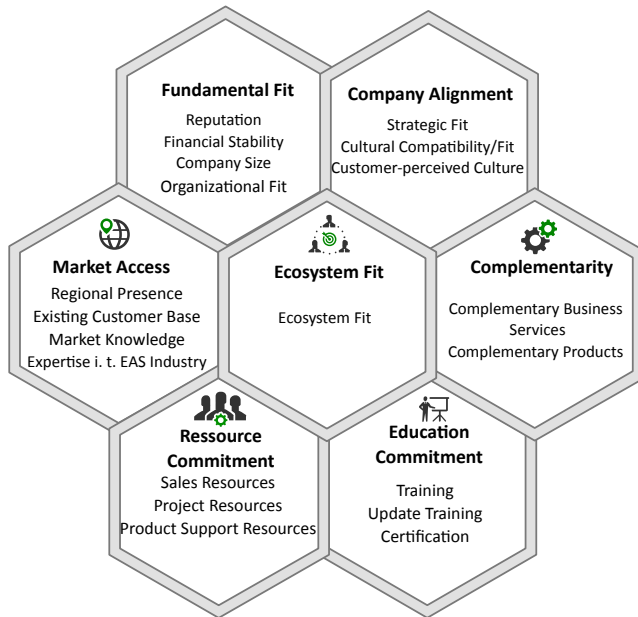 Fundamental Fit
Reputation
Financial Stability
Company Size
Organizational Fit
Company Alignment
Strategic Fit
Cultural Compatibility/Fit
Customer-perceived Culture
Market Access
Regional Presence
Existing Customer Base
Market Knowledge
Expertise i. t. EAS Industry
Ecosystem Fit
Ecosystem Fit
Complementarity
Complementary Business
Services
Complementary Products
Ressource
Commitment
Sales Resources
Project Resources
Product Support Resources
Education
Commitment
Training
Update Training
Certification